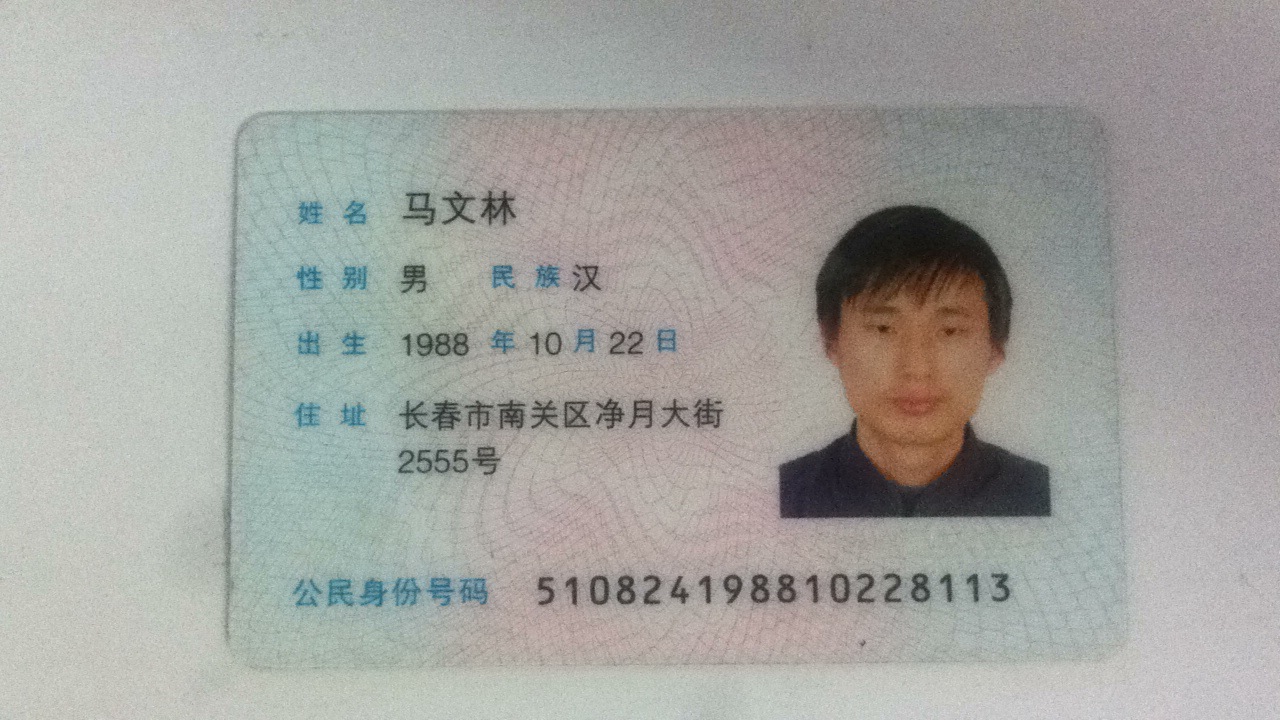 姓名 马文林
性别 男 民族 汉
出生 1988 年 10 月 22 日
住址 长春市南关区净月大街
2555号
公民身份号码 510824198810228113